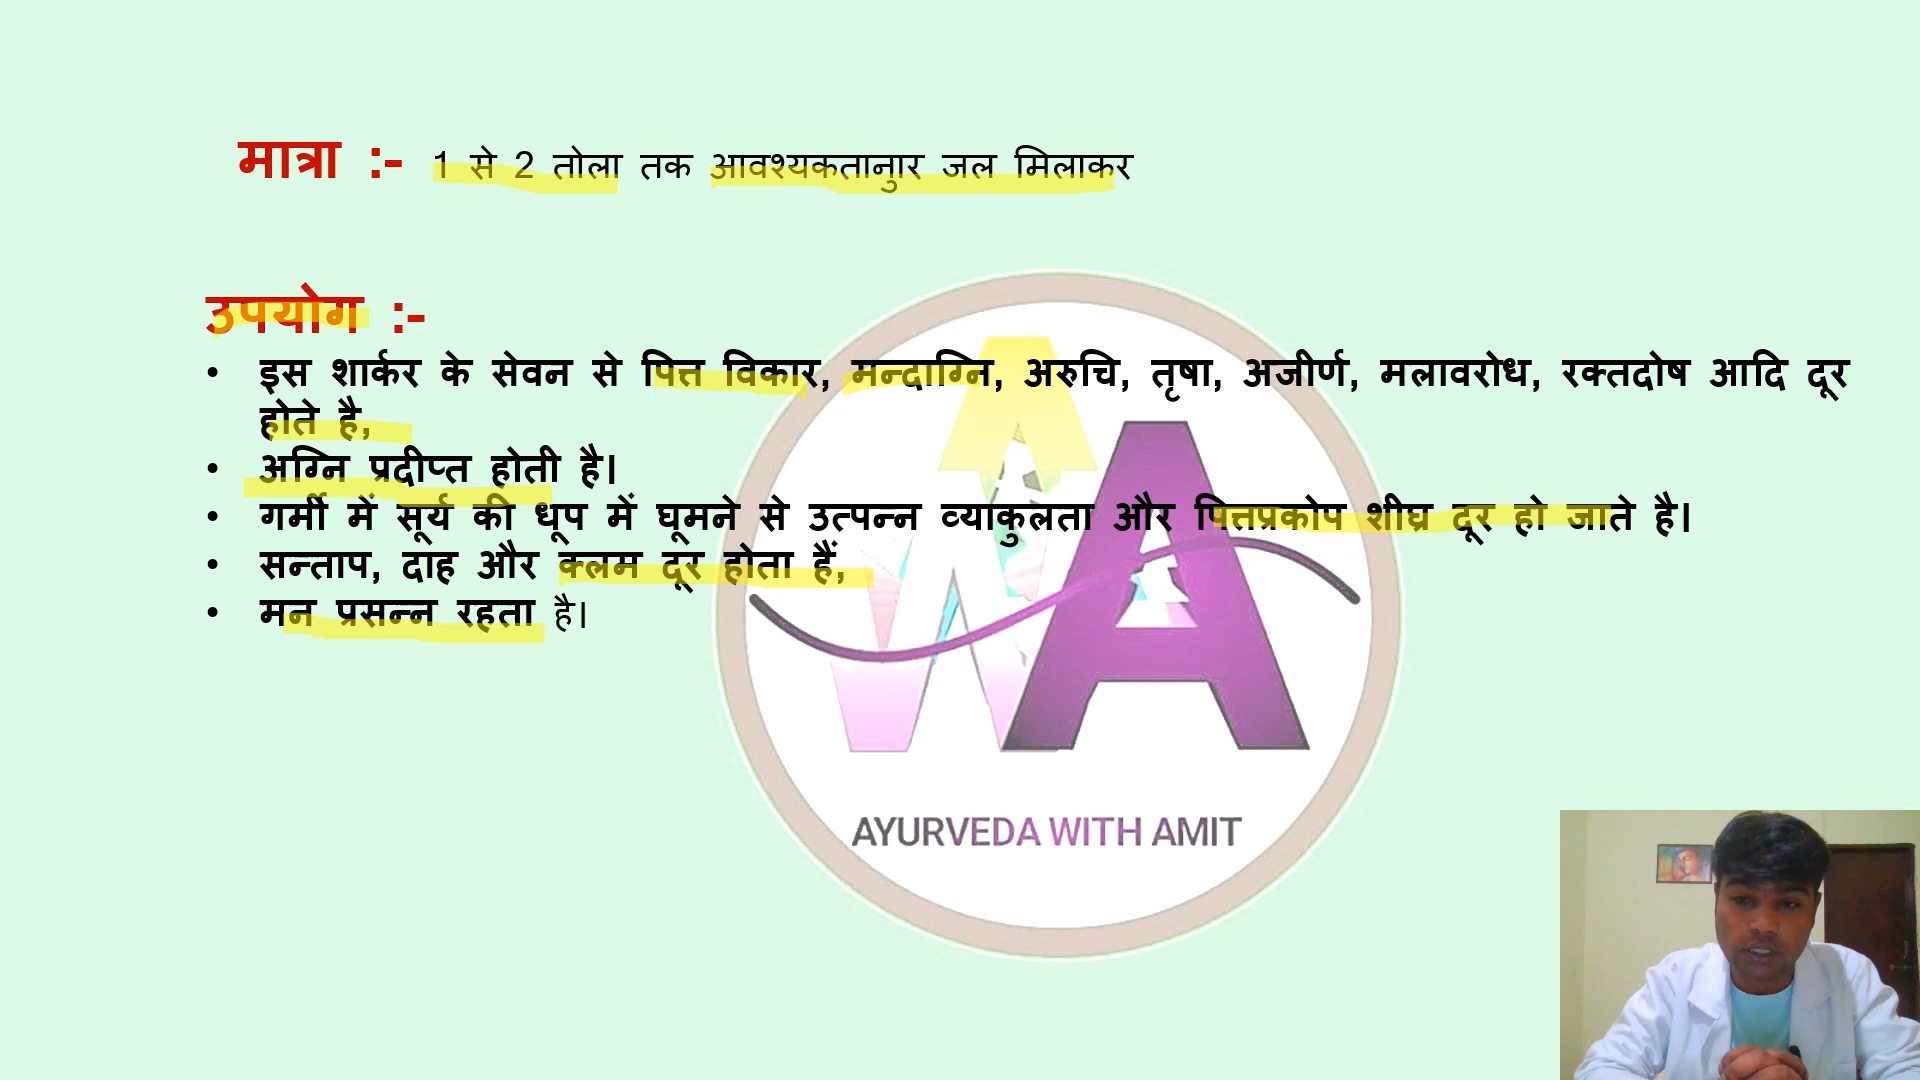 मात्रा :- 1 से 2 तोला तक आवश्यकतानुार जल मिलाकर
उपयोग :-
• इस शार्कर के सेवन से पित्त विकार, मन्दाग्नि, अरुचि, तृषा, अजीर्ण, मलावरोध, रक्तदोष आदि दूर
होते है,
• अग्नि प्रदीप्त होती है।
• गर्मी में सूर्य की धूप में घूमने से उत्पन्न व्याकुलता और पित्तप्रकोप शीघ्र दूर हो जाते है।
• सन्ताप, दाह और क्लम दूर होता हैं,
• मन प्रसन्न रहता है।
AYURVEDA WITH AMIT